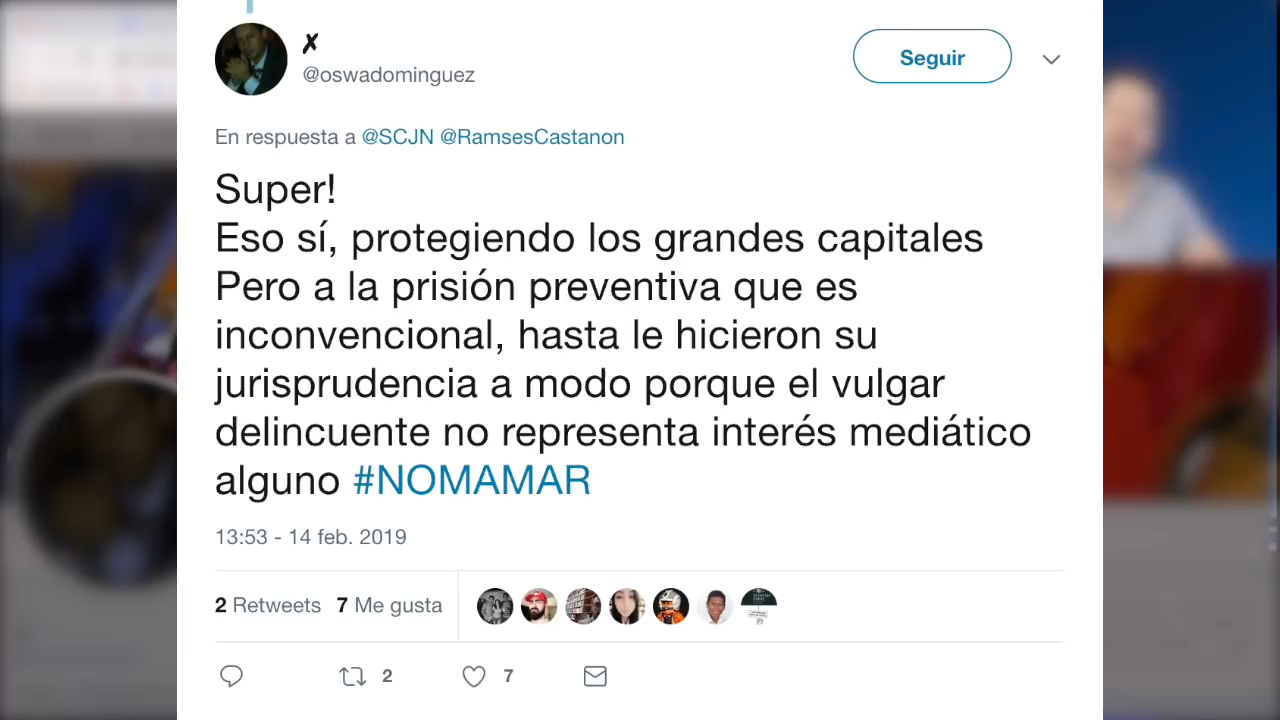 ✗
@oswadominguez
Seguir
En respuesta a @SCJN @RamsesCastanon
Super!
Eso sí, protegiendo los grandes capitales
Pero a la prisión preventiva que es
inconvencional, hasta le hicieron su
jurisprudencia a modo porque el vulgar
delincuente no representa interés mediático
alguno #NOMAMAR
13:53 - 14 feb. 2019
2 Retweets 7 Me gusta
2 7